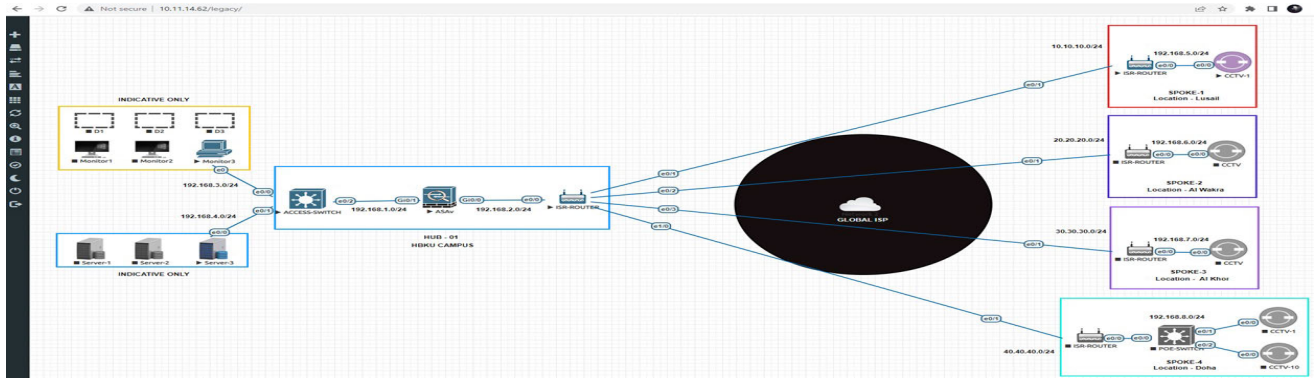 Not secure | 10.11.14.62/legacy/
INDICATIVE ONLY
D1
D2
D3
Monitor1
Monitor2
Monitor3
e0
192.168.3.0/24
e0/0
192.168.4.0/24
e0/1
e0/0
Server-1
Server-2
Server-3
INDICATIVE ONLY
ACCESS-SWITCH
e0/2
192.168.1.0/24
Gi0/1
ASAv
Gi0/0
192.168.2.0/24
e0/0
ISR-ROUTER
HUB - 01
HBKU CAMPUS
e0/1
e0/2
e0/3
e1/0
GLOBAL ISP
10.10.10.0/24
e0/1
192.168.5.0/24
ISR-ROUTER
e0/0
e0/0
CCTV-1
SPOKE-1
Location - Lusail
20.20.20.0/24
e0/1
192.168.6.0/24
ISR-ROUTER
e0/0
e0/0
CCTV
SPOKE-2
Location - Al Wakra
30.30.30.0/24
e0/1
192.168.7.0/24
ISR-ROUTER
e0/0
e0/0
CCTV
SPOKE-3
Location - Al Khor
e0/1
40.40.40.0/24
192.168.8.0/24
ISR-ROUTER
e0/0
e0/0
POE-SWITCH
e0/1
e0/0
CCTV-1
e0/2
e0/0
CCTV-10
SPOKE-4
Location - Doha